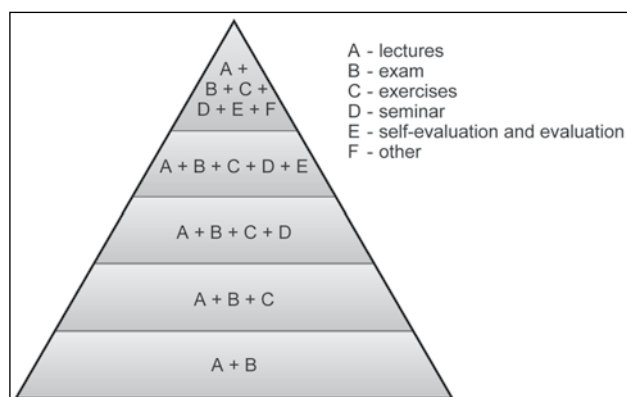 A +
B + C +
D + E + F
A + B + C + D + E
A + B + C + D
A + B + C
A + B
A - lectures
B - exam
C - exercises
D - seminar
E - self-evaluation and evaluation
F - other